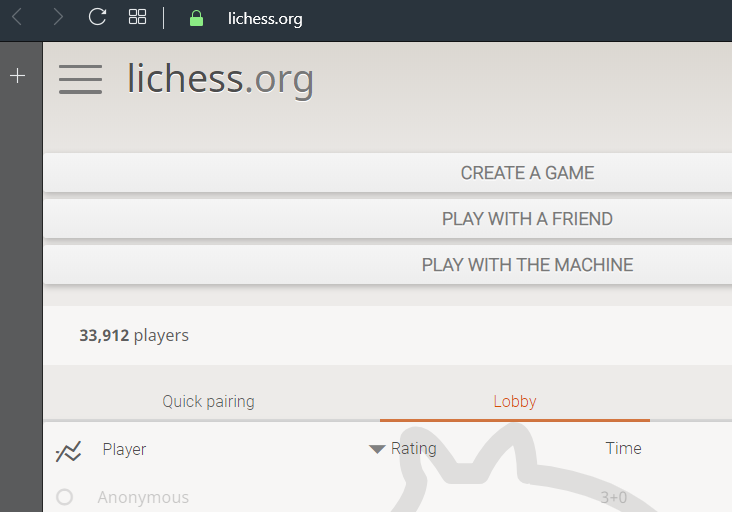 lichess.org
lichess.org
CREATE A GAME
PLAY WITH A FRIEND
PLAY WITH THE MACHINE
33,912 players
Quick pairing Lobby
Player Rating Time
Anonymous 3+0